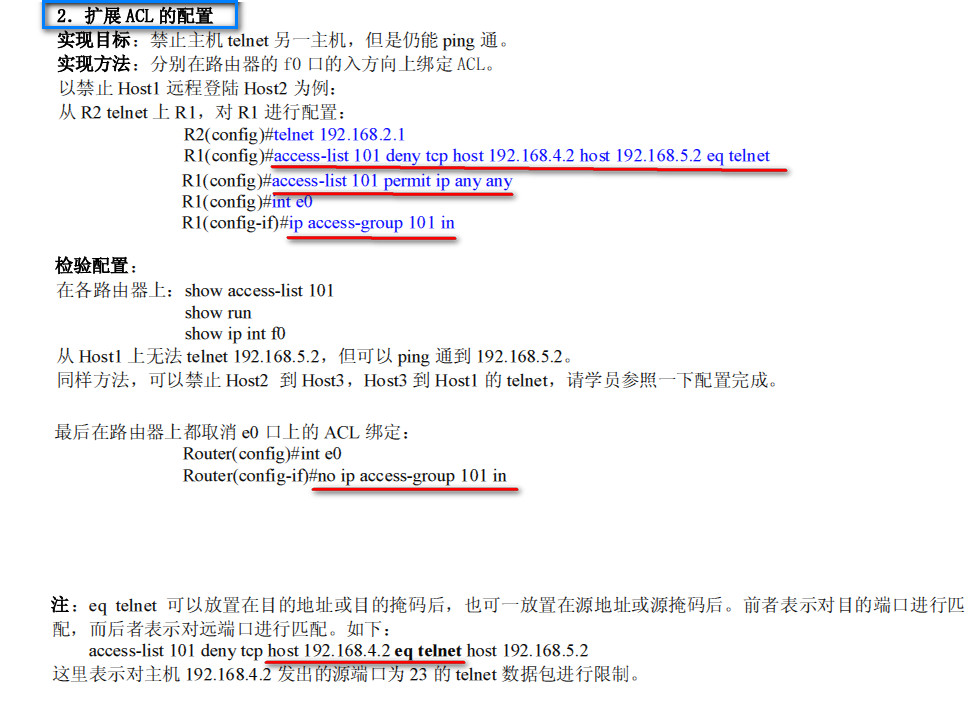 2. 扩展 ACL 的配置
实现目标：禁止主机 telnet 另一主机，但是仍能 ping 通。
实现方法：分别在路由器的 f0 口的入方向上绑定 ACL。
以禁止 Host1 远程登陆 Host2 为例：
从 R2 telnet 上 R1，对 R1 进行配置：
R2(config)#telnet 192.168.2.1
R1(config)#access-list 101 deny tcp host 192.168.4.2 host 192.168.5.2 eq telnet
R1(config)#access-list 101 permit ip any any
R1(config)#int e0
R1(config-if)#ip access-group 101 in
检验配置：
在各路由器上：show access-list 101
show run
show ip int f0
从 Host1 上无法 telnet 192.168.5.2，但可以 ping 通到 192.168.5.2。
同样方法，可以禁止 Host2 到 Host3，Host3 到 Host1 的 telnet，请学员参照一下配置完成。
最后在路由器上都取消 e0 口上的 ACL 绑定：
Router(config)#int e0
Router(config-if)#no ip access-group 101 in
注：eq telnet 可以放置在目的地址或目的掩码后，也可一放置在源地址或源掩码后。前者表示对目的端口进行匹
配，而后者表示对远端口进行匹配。如下：
access-list 101 deny tcp host 192.168.4.2 eq telnet host 192.168.5.2
这里表示对主机 192.168.4.2 发出的源端口为 23 的 telnet 数据包进行限制。